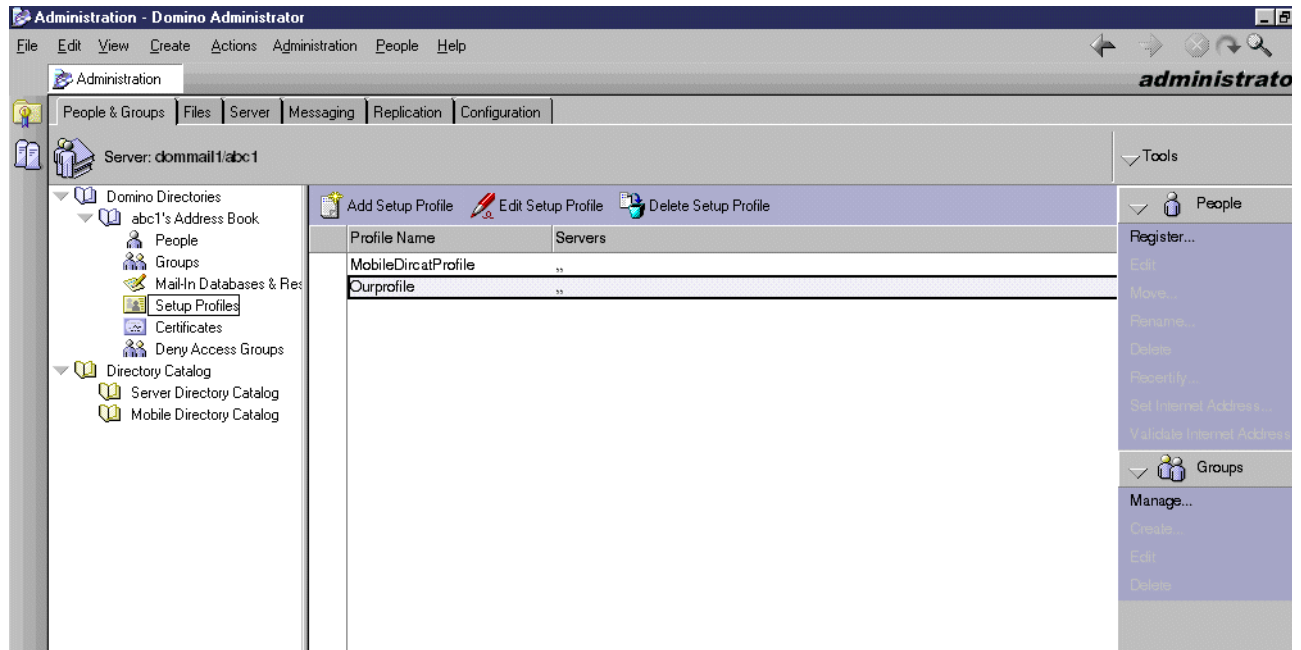 Administration - Domino Administrator
File Edit View Create Actions Administration People Help
Administration
administrato
People & Groups Files Server Messaging Replication Configuration
Server: dommail1/abc1
Tools
Domino Directories
abc1's Address Book
People
Groups
Mail-In Databases & Res
Setup Profiles
Certificates
Deny Access Groups
Directory Catalog
Server Directory Catalog
Mobile Directory Catalog
Add Setup Profile Edit Setup Profile Delete Setup Profile
Profile Name Servers
MobileDircatProfile ,,
Ourprofile ,,
People
Register...
Edit
Move...
Rename...
Delete
Recertify...
Set Internet Address...
Validate Internet Address
Groups
Manage...
Create...
Edit
Delete